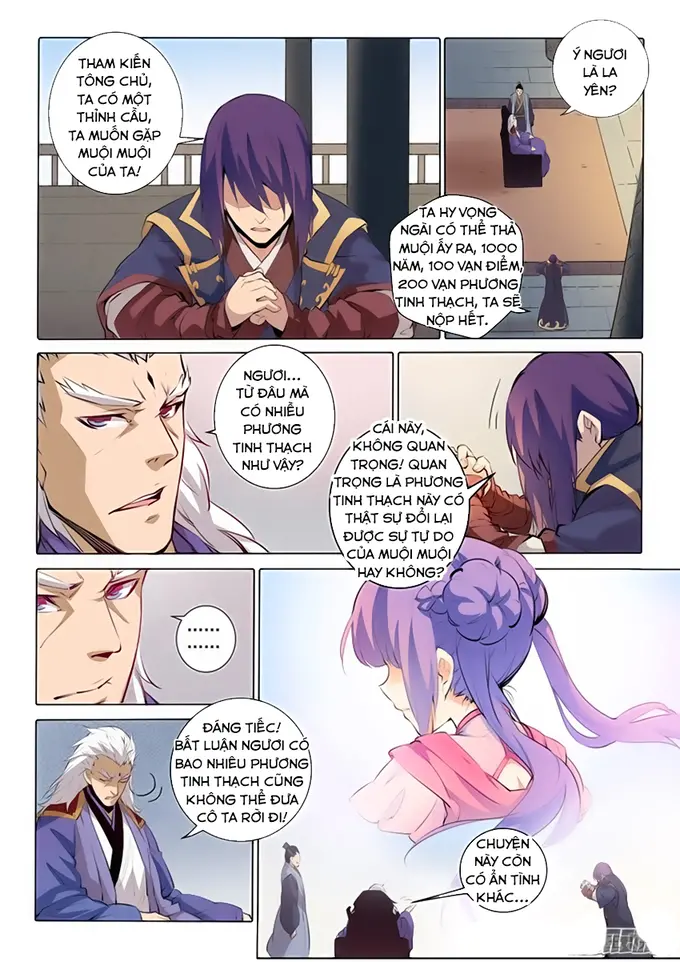 THAM KIẾN
TÔNG CHỦ,
TA CÓ MỘT
THỈNH CẦU,
TA MUỐN GẶP
MUỘI MUỘI
CỦA TA!
Ý NGƯƠI
LÀ LA
YÊN?
TA HY VỌNG
NGÀI CÓ THỂ THẢ
MUỘI ẤY RA, 1000
NĂM, 100 VẠN ĐIỂM,
200 VẠN PHƯƠNG
TINH THẠCH, TA SẼ
NỘP HẾT.
NGƯƠI...
TỪ ĐÂU MÀ
CÓ NHIỀU
PHƯƠNG
TINH THẠCH
NHƯ VẬY?
CÁI NÀY,
KHÔNG QUAN
TRỌNG! QUAN
TRỌNG LÀ PHƯƠNG
TINH THẠCH NÀY CÓ
THẬT SỰ ĐỔI LẠI
ĐƯỢC SỰ TỰ DO
CỦA MUỘI MUỘI
HAY KHÔNG?
......
......
ĐÁNG TIẾC!
BẤT LUẬN NGƯƠI CÓ
BAO NHIÊU PHƯƠNG
TINH THẠCH CŨNG
KHÔNG THỂ ĐƯA
CÔ TA RỜI ĐI!
CHUYỆN
NÀY CÒN
CÓ ẨN TÌNH
KHÁC...